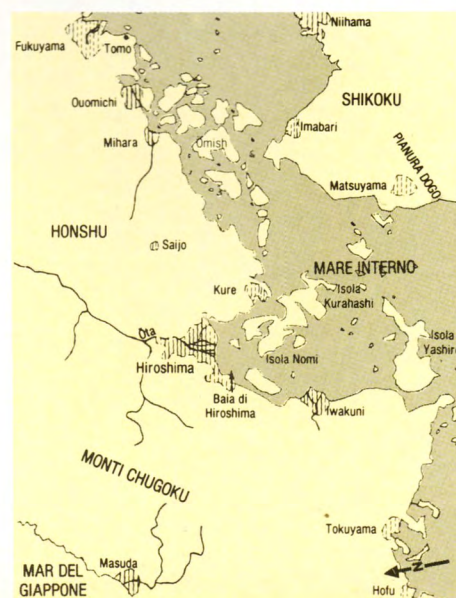 Niihama
Fukuyama
Tomo
SHIKOKU
Ouomichi
Imabari
Mihara
Omish
PIANURA DOGO
Matsuyama
HONSHU
Saijo
MARE INTERNO
Kure
Isola
Kurahashi
Ota
Isola
Yashiro
Hiroshima
Isola Nomi
Baia di
Hiroshima
Iwakuni
MONTI CHUGOKU
Tokuyama
N
MAR DEL
GIAPPONE
Masuda
Hofu